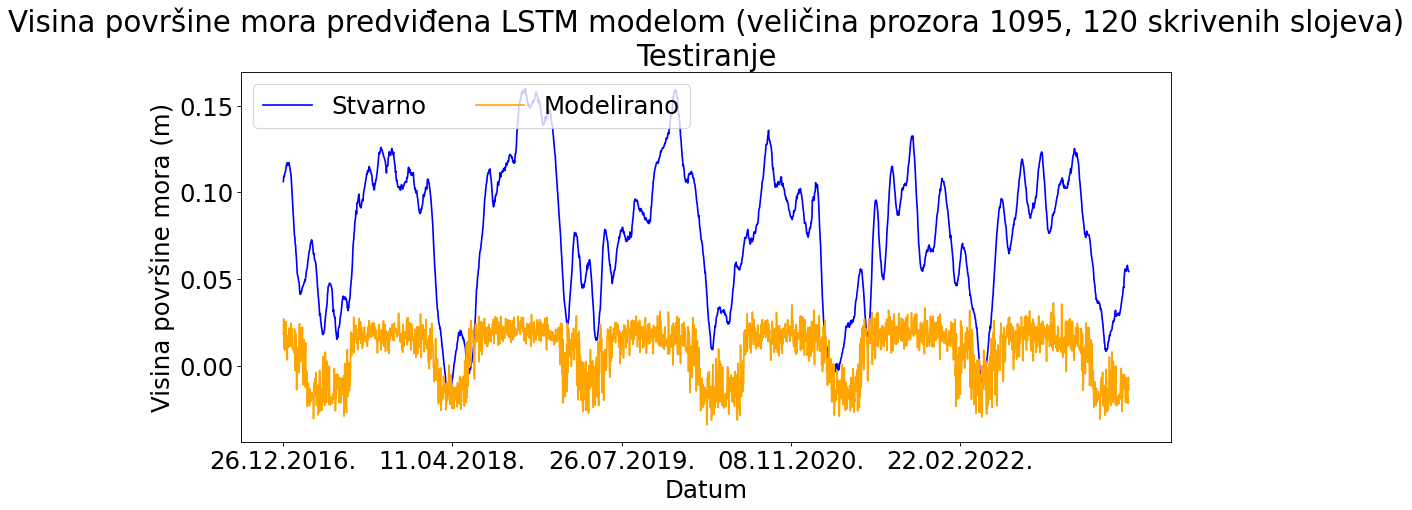 Visina površine mora predviđena LSTM modelom (veličina prozora 1095, 120 skrivenih slojeva)
Testiranje
Stvarno Modelirano
Visina površine mora (m)
0.15
0.10
0.05
0.00
26.12.2016. 11.04.2018. 26.07.2019. 08.11.2020. 22.02.2022.
Datum